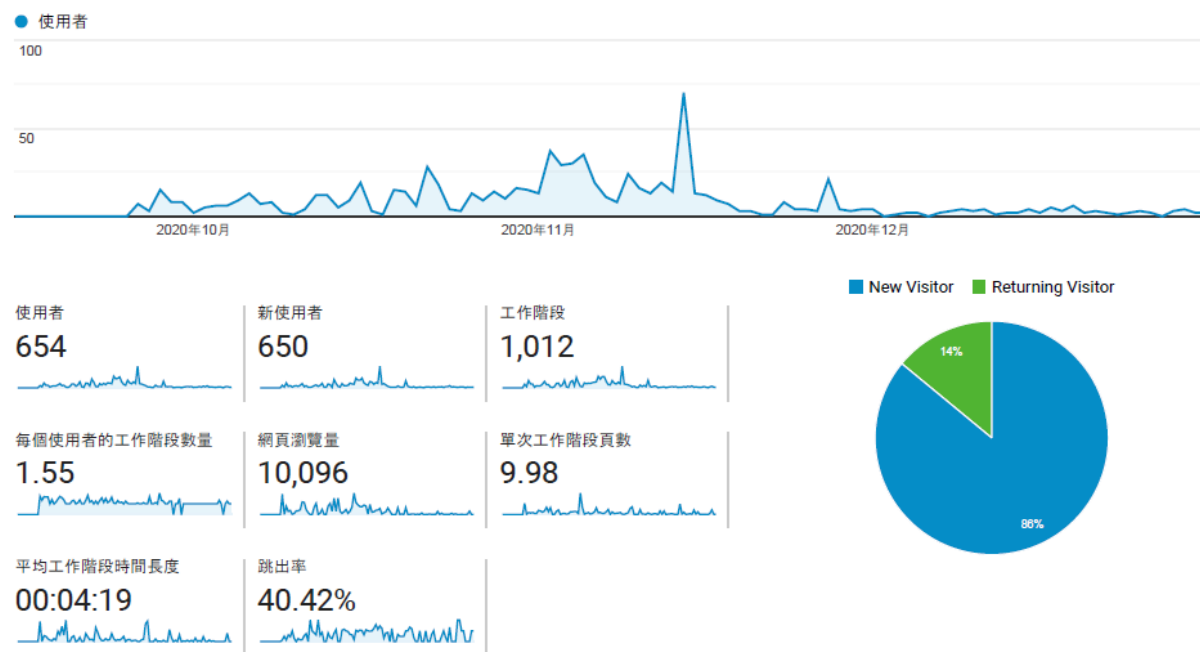 使用者
100
50
2020年10月 2020年11月 2020年12月
New Visitor Returning Visitor
使用者 新使用者 工作階段
654 650 1,012
14%
每個使用者的工作階段數量 網頁瀏覽量 單次工作階段頁數
1.55 10,096 9.98
86%
平均工作階段時間長度 跳出率
00:04:19 40.42%